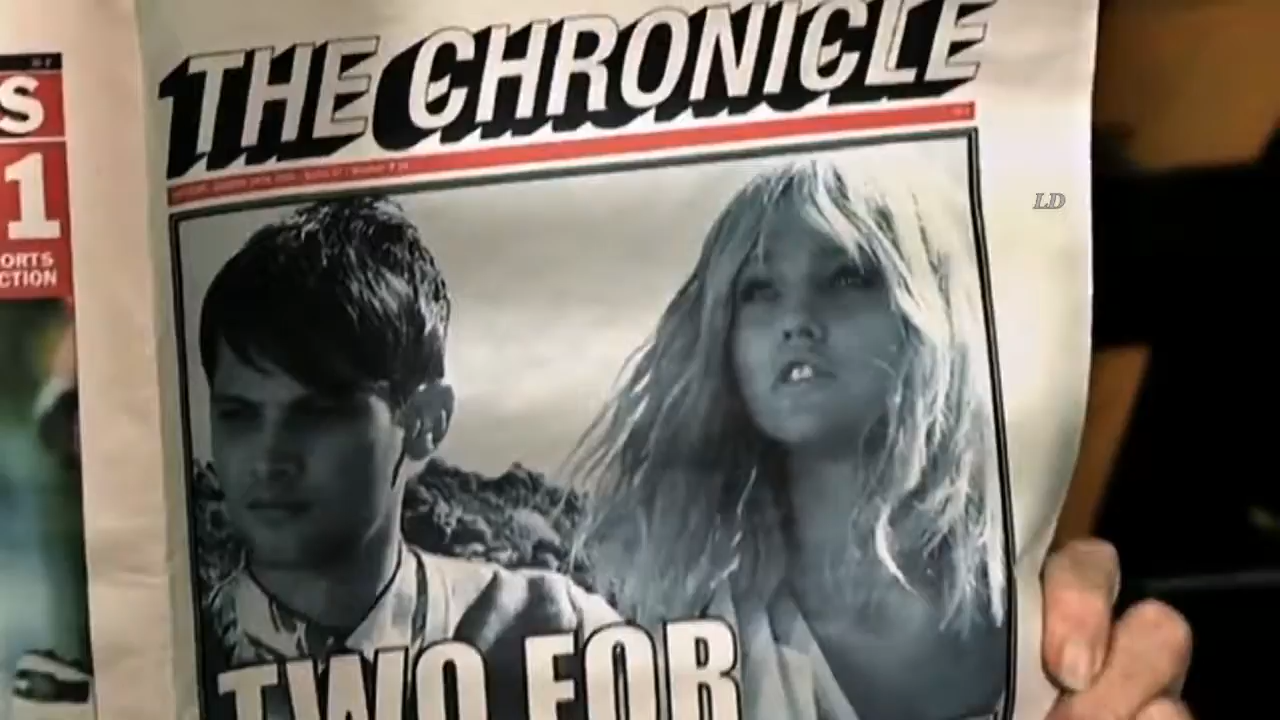 THE CHRONICLE
S
1
ORTS
CTION
LD
TWO FOR